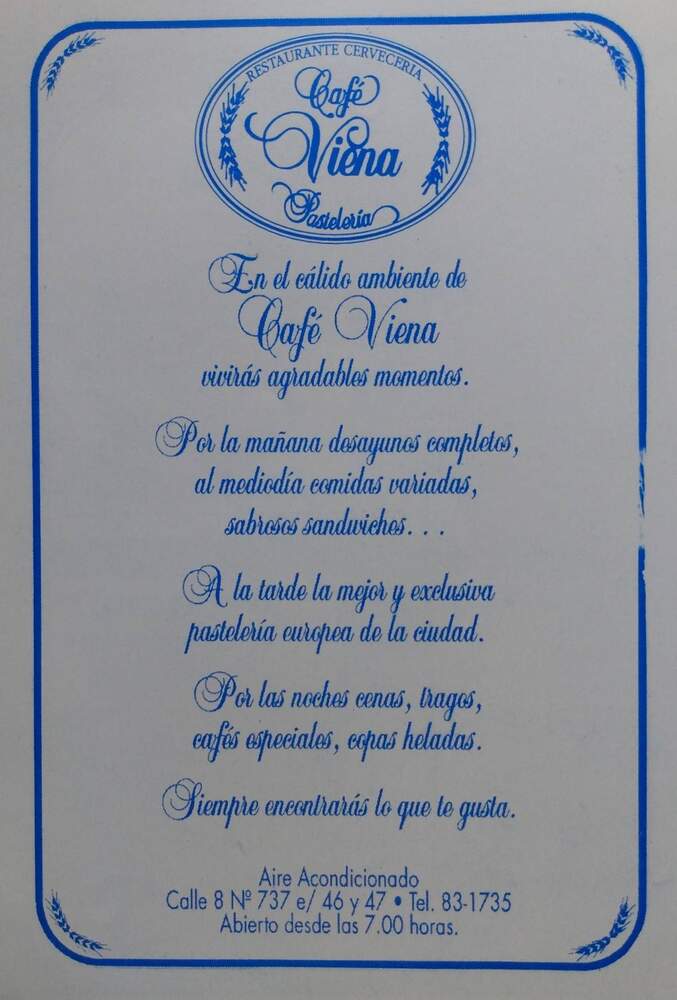 RESTAURANTE CERVECERIA
Café
Viena
Pastelería
En el cálido ambiente de
Café Viena
vivirás agradables momentos.
Por la mañana desayunos completos,
al mediodía comidas variadas,
sabrosos sandwiches. . .
A la tarde la mejor y exclusiva
pastelería europea de la ciudad.
Por las noches cenas, tragos,
cafés especiales, copas heladas.
Siempre encontrarás lo que te gusta.
Aire Acondicionado
Calle 8 Nº 737 e/ 46 y 47 • Tel. 83-1735
Abierto desde las 7.00 horas.